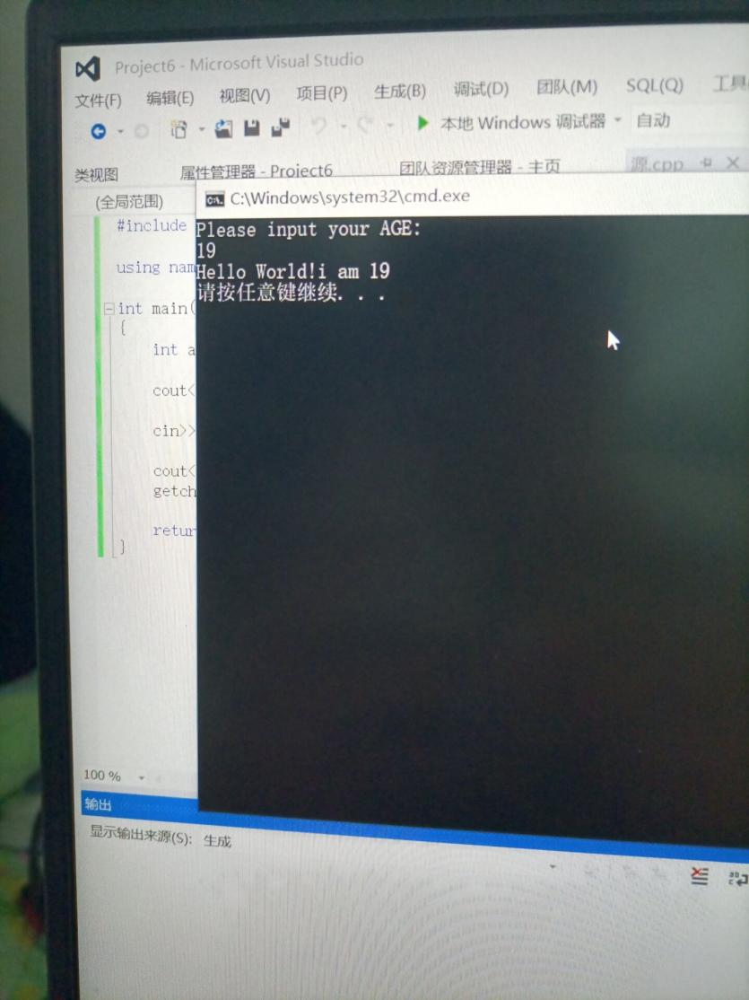 Project6 - Microsoft Visual Studio
文件(F) 编辑(E) 视图(V) 项目(P) 生成(B) 调试(D) 团队(M) SQL(Q) 工具
本地 Windows 调试器 自动
类视图 属性管理器 - Project6 团队资源管理器 - 主页 源.cpp
(全局范围)
C:\Windows\system32\cmd.exe
Please input your AGE:
19
Hello World!i am 19
请按任意键继续. . .
#include
using nam
int main(
{
int a
cout<
cin>>
cout<
getch
retur
}
100 %
输出
显示输出来源(S): 生成